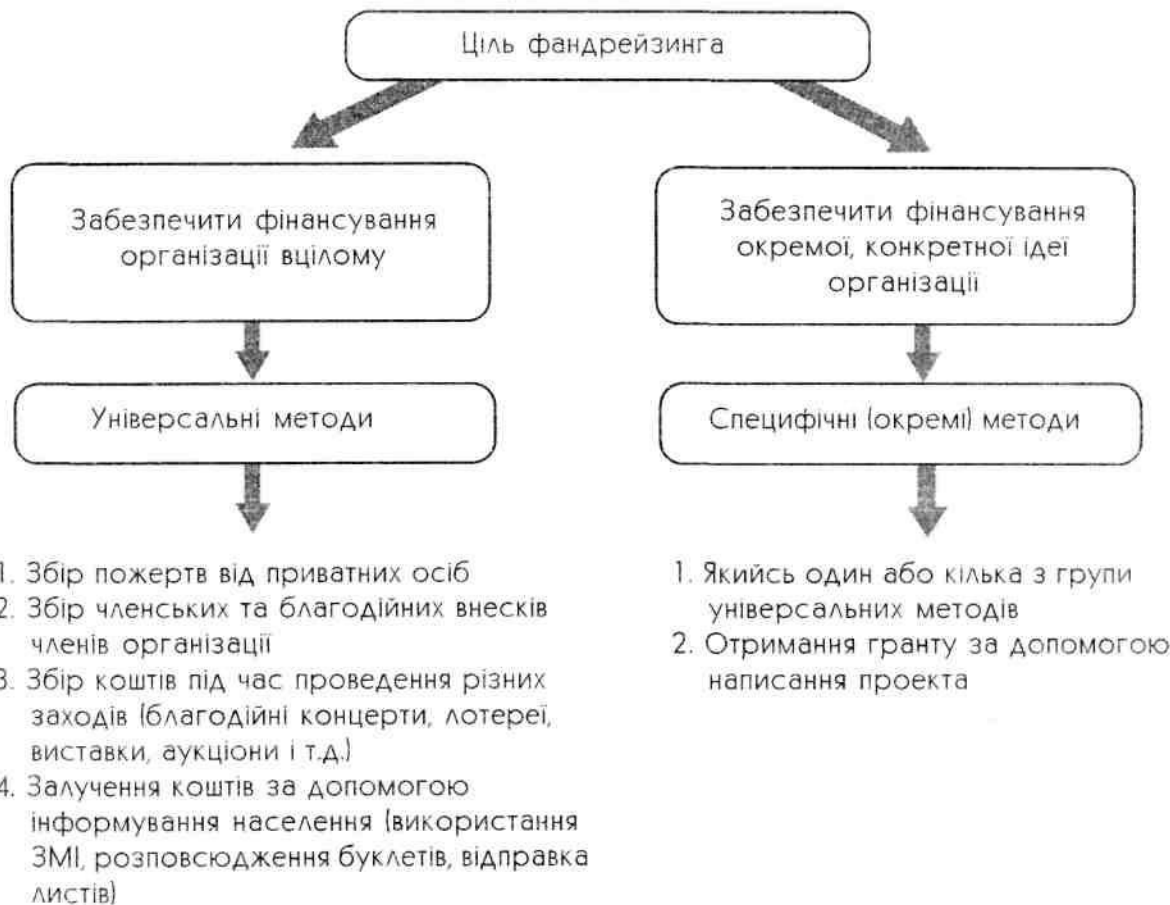 Ціль фандрейзинга
Забезпечити фінансування
організації вцілому
Забезпечити фінансування
окремої, конкретної ідеї
організації
Універсальні методи
Специфічні (окремі) методи
1. Збір пожертв від приватних осіб
2. Збір членських та благодійних внесків
членів організації
3. Збір коштів під час проведення різних
заходів (благодійні концерти, лотереї,
виставки, аукціони і т.д.)
4. Залучення коштів за допомогою
інформування населення (використання
ЗМІ, розповсюдження буклетів, відправка
листів)
1. Якийсь один або кілька з групи
універсальних методів
2. Отримання гранту за допомогою
написання проекта